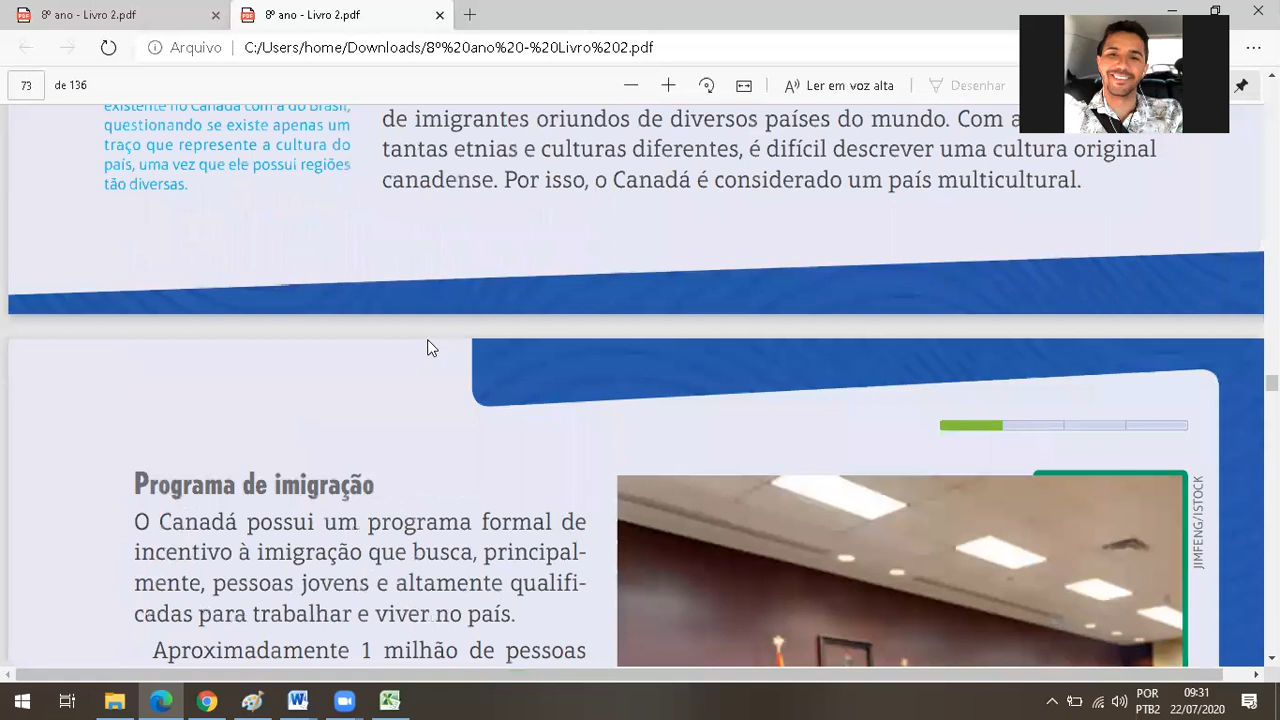 8º ano - Livro 2.pdf
8º ano - Livro 2.pdf
Arquivo
C:/Users/home/Downloads/8º%20ano%20-%20Livro%202.pdf
73
de 136
Ler em voz alta
Desenhar
existente no Canadá com a do Brasil,
questionando se existe apenas um
traço que represente a cultura do
país, uma vez que ele possui regiões
tão diversas.
de imigrantes oriundos de diversos países do mundo. Com a
tantas etnias e culturas diferentes, é difícil descrever uma cultura original
canadense. Por isso, o Canadá é considerado um país multicultural.
Programa de imigração
O Canadá possui um programa formal de
incentivo à imigração que busca, principal-
mente, pessoas jovens e altamente qualifi-
cadas para trabalhar e viver no país.
Aproximadamente 1 milhão de pessoas
JIMFENG/ISTOCK
POR
PTB2
09:31
22/07/2020